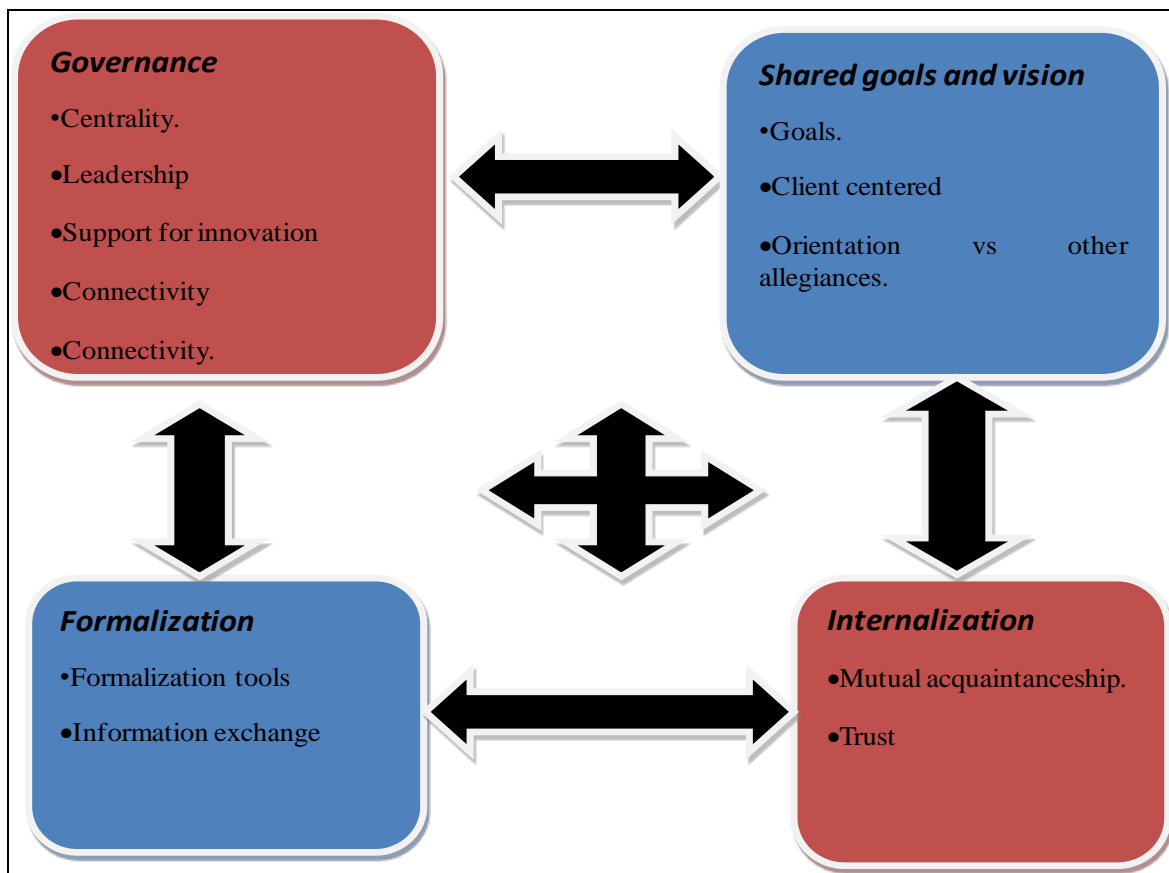 Governance
•Centrality.
•Leadership
•Support for innovation
•Connectivity
•Connectivity.
Shared goals and vision
•Goals.
•Client centered
•Orientation vs other
allegiances.
Formalization
•Formalization tools
•Information exchange
Internalization
•Mutual acquaintanceship.
•Trust